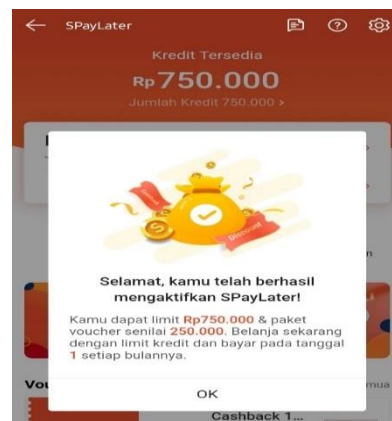 SPayLater
Kredit Tersedia
Rp750.000
Jumlah Kredit 750.000 >
Discount
Selamat, kamu telah berhasil
mengaktifkan SPayLater!
Kamu dapat limit Rp750.000 & paket
voucher senilai 250.000. Belanja sekarang
dengan limit kredit dan bayar pada tanggal
1 setiap bulannya.
OK
Vou
mua
Cashback 1...